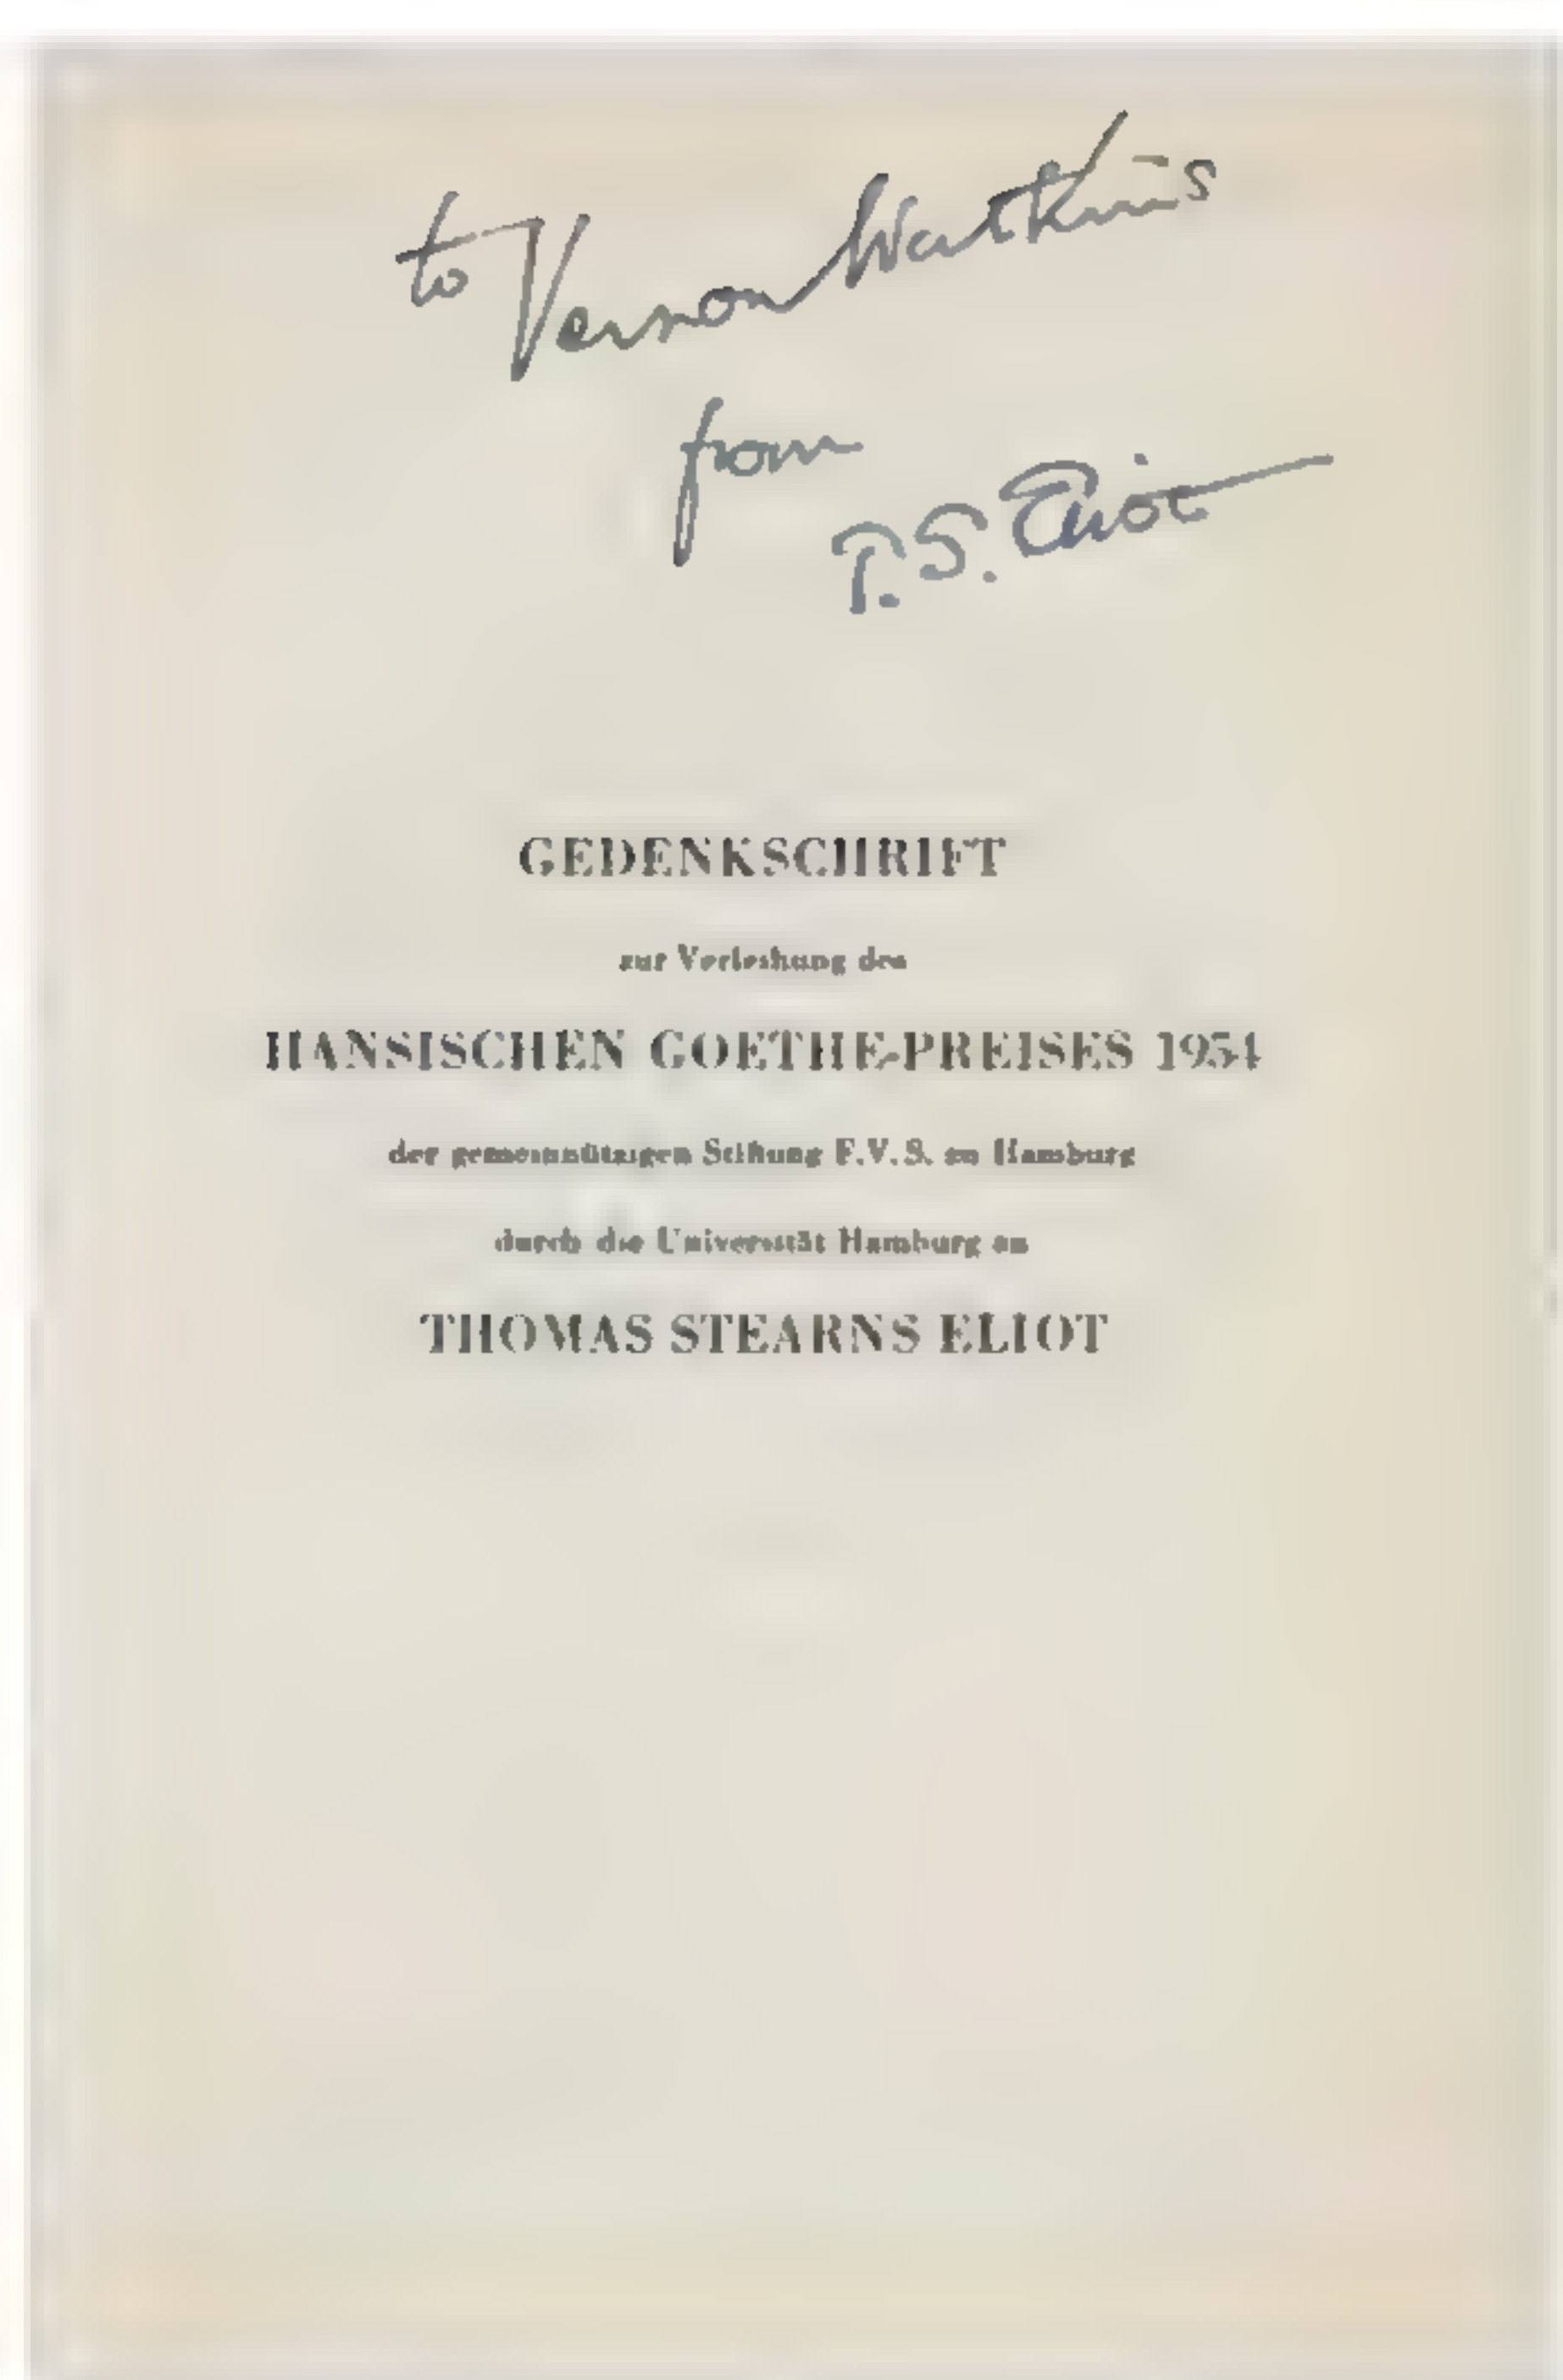 to Vernon Watkins
from
T. S. Eliot
GEDENKSCHRIFT
zur Verleihung des
HANSISCHEN GOETHE-PREISES 1954
der gemeinnützigen Stiftung F.V.S. zu Hamburg
durch die Universität Hamburg an
THOMAS STEARNS ELIOT